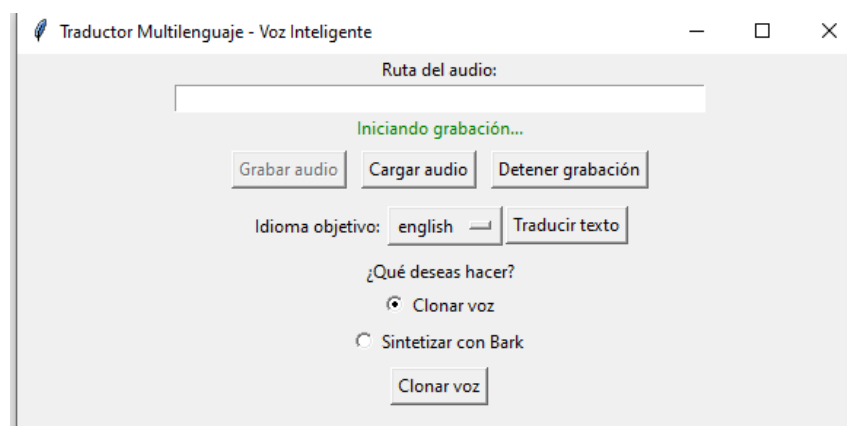 Traductor Multilenguaje - Voz Inteligente
Ruta del audio:
Iniciando grabación...
Grabar audio Cargar audio Detener grabación
Idioma objetivo: english Traducir texto
¿Qué deseas hacer?
Clonar voz
Sintetizar con Bark
Clonar voz